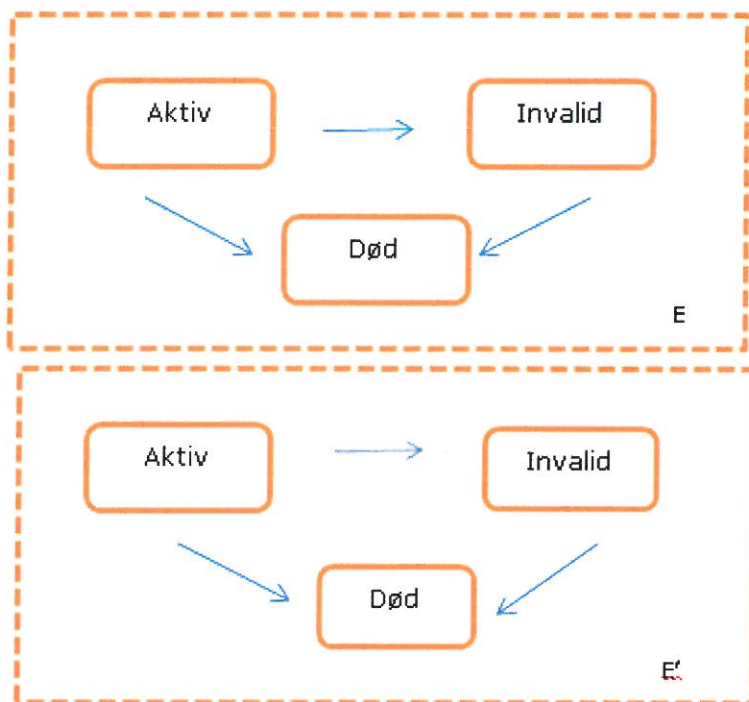 Aktiv
Invalid
Død
E
Aktiv
Invalid
Død
E'